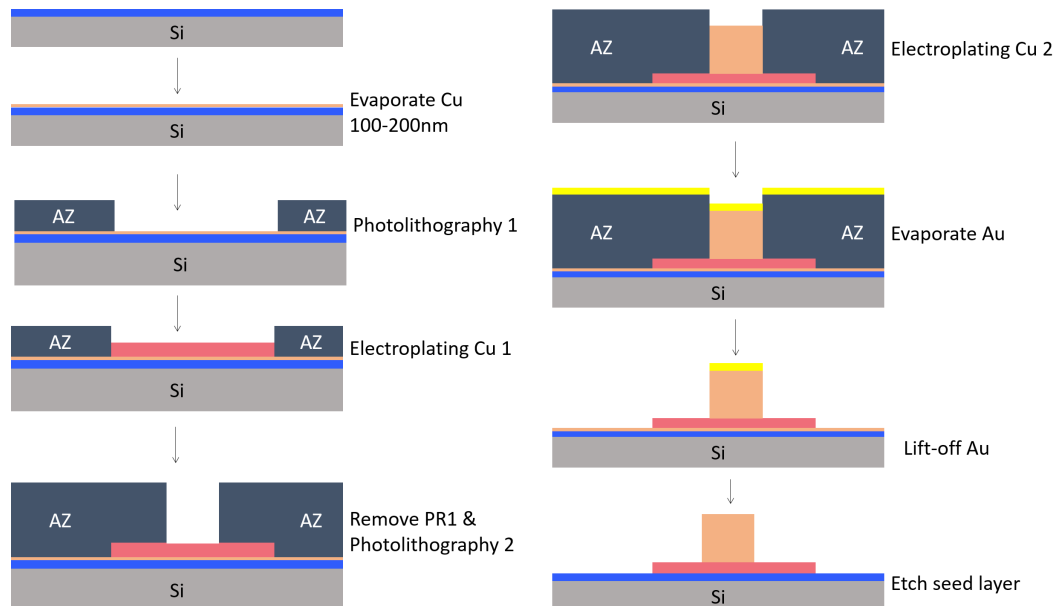 Si
Si
Evaporate Cu
100-200nm
AZ
AZ
Photolithography 1
Si
AZ
AZ
Electroplating Cu 1
Si
AZ
AZ
Remove PR1 &
Photolithography 2
Si
AZ
AZ
Electroplating Cu 2
Si
AZ
AZ
Evaporate Au
Si
Si
Lift-off Au
Etch seed layer
Si